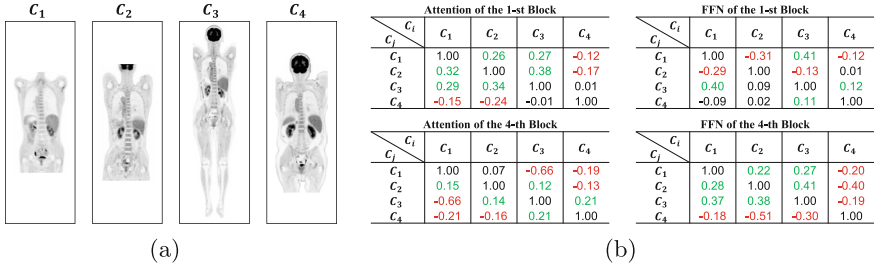 C₁ C₂ C₃ C₄
Attention of the 1-st Block
Cⱼ Cᵢ C₁ C₂ C₃ C₄
C₁ 1.00 0.26 0.27 -0.12
C₂ 0.32 1.00 0.38 -0.17
C₃ 0.29 0.34 1.00 0.01
C₄ -0.15 -0.24 -0.01 1.00
FFN of the 1-st Block
Cⱼ Cᵢ C₁ C₂ C₃ C₄
C₁ 1.00 -0.31 0.41 -0.12
C₂ -0.29 1.00 -0.13 0.01
C₃ 0.40 0.09 1.00 0.12
C₄ -0.09 0.02 0.11 1.00
Attention of the 4-th Block
Cⱼ Cᵢ C₁ C₂ C₃ C₄
C₁ 1.00 0.07 -0.66 -0.19
C₂ 0.15 1.00 0.12 -0.13
C₃ -0.66 0.14 1.00 0.21
C₄ -0.21 -0.16 0.21 1.00
FFN of the 4-th Block
Cⱼ Cᵢ C₁ C₂ C₃ C₄
C₁ 1.00 0.22 0.27 -0.20
C₂ 0.28 1.00 0.41 -0.40
C₃ 0.37 0.38 1.00 -0.19
C₄ -0.18 -0.51 -0.30 1.00
(a) (b)